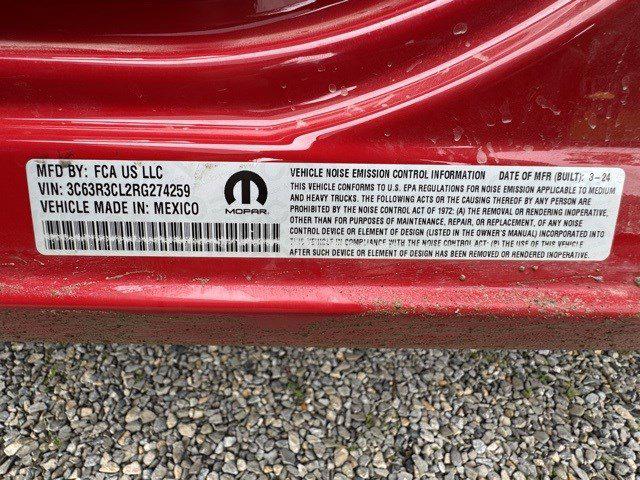 MFD BY: FCA US LLC
VIN: 3C63R3CL2RG274259
VEHICLE MADE IN: MEXICO
MOPAR
VEHICLE NOISE EMISSION CONTROL INFORMATION DATE OF MFR (BUILT): 3-24
THIS VEHICLE CONFORMS TO U.S. EPA REGULATIONS FOR NOISE EMISSION APPLICABLE TO MEDIUM
AND HEAVY TRUCKS. THE FOLLOWING ACTS OR THE CAUSING THEREOF BY ANY PERSON ARE
PROHIBITED BY THE NOISE CONTROL ACT OF 1972: (A) THE REMOVAL OR RENDERING INOPERATIVE,
OTHER THAN FOR PURPOSES OF MAINTENANCE, REPAIR, OR REPLACEMENT, OF ANY NOISE
CONTROL DEVICE OR ELEMENT OF DESIGN (LISTED IN THE OWNER'S MANUAL) INCORPORATED INTO
THIS VEHICLE IN COMPLIANCE WITH THE NOISE CONTROL ACT: (B) THE USE OF THIS VEHICLE
AFTER SUCH DEVICE OR ELEMENT OF DESIGN HAS BEEN REMOVED OR RENDERED INOPERATIVE.